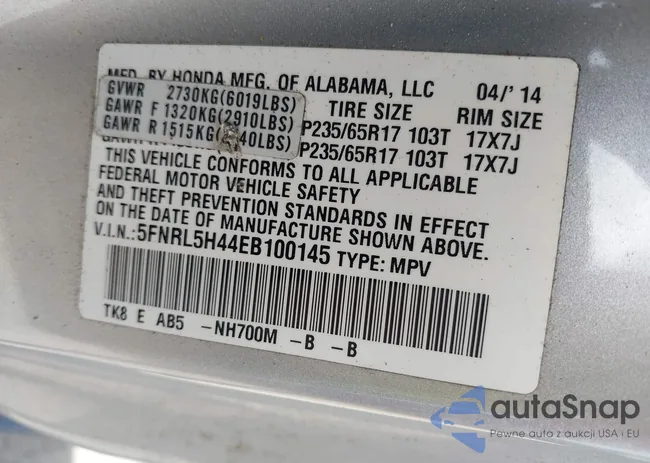 MFD. BY HONDA MFG. OF ALABAMA, LLC 04/'14
TIRE SIZE RIM SIZE
GVWR 2730KG(6019LBS)
GAWR F 1320KG(2910LBS) P235/65R17 103T 17X7J
GAWR R 1515KG( 40LBS) P235/65R17 103T 17X7J
THIS VEHICLE CONFORMS TO ALL APPLICABLE
FEDERAL MOTOR VEHICLE SAFETY
AND THEFT PREVENTION STANDARDS IN EFFECT
ON THE DATE OF MANUFACTURE SHOWN ABOVE.
V.I.N.:5FNRL5H44EB100145 TYPE: MPV
TK8 E AB5 -NH700M -B -B
autaSnap
Pewne auta z aukcji USA i EU